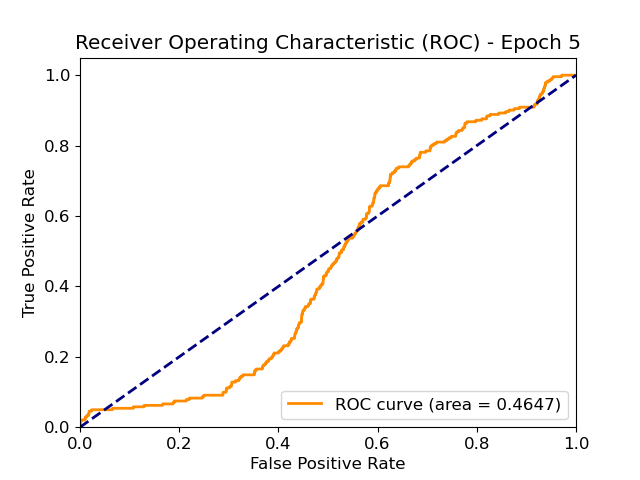 Receiver Operating Characteristic (ROC) - Epoch 5
True Positive Rate
1.0
0.8
0.6
0.4
0.2
0.0
ROC curve (area = 0.4647)
0.0 0.2 0.4 0.6 0.8 1.0
False Positive Rate